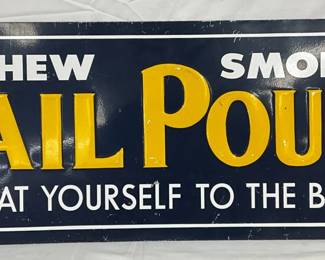 HEW SMO
AIL POU
AT YOURSELF TO THE B